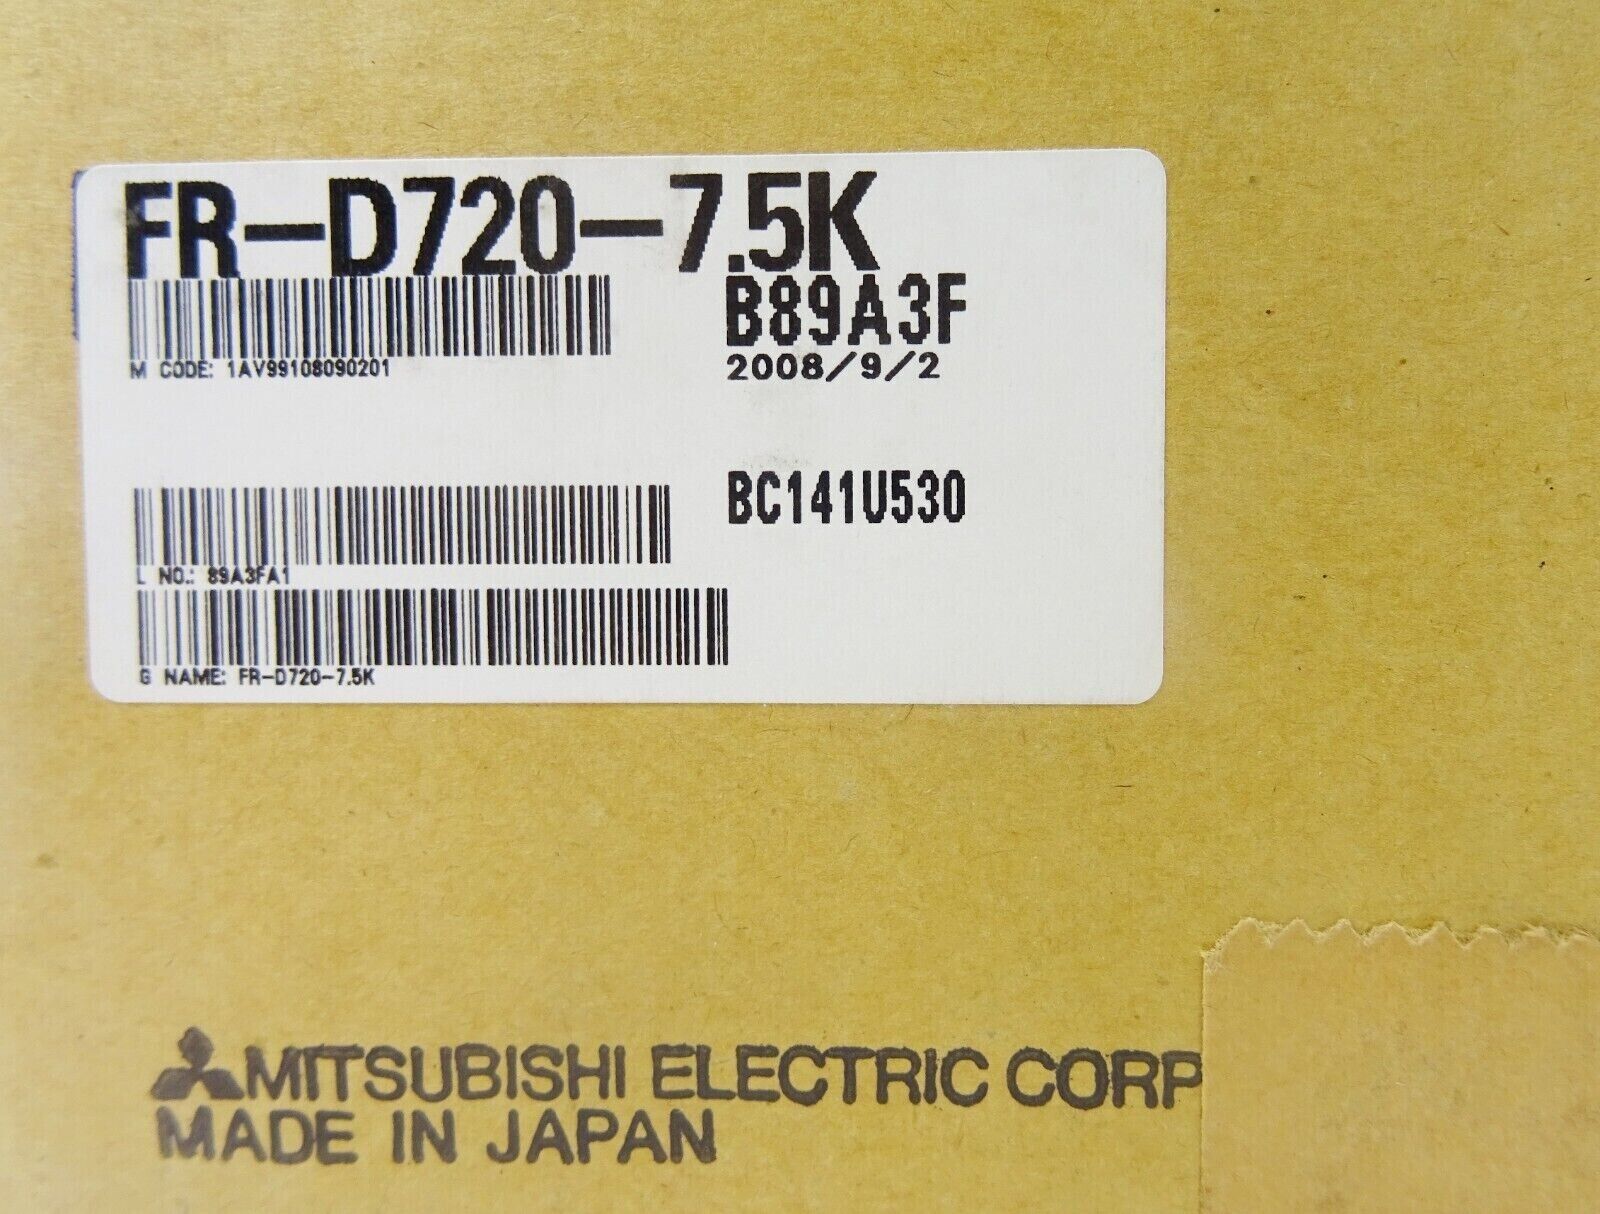 FR-D720-7.5K
B89A3F
M CODE: 1AV99108090201
2008/9/2
BC141U530
L NO.: 89A3FA1
G NAME: FR-D720-7.5K
MITSUBISHI ELECTRIC CORP
MADE IN JAPAN